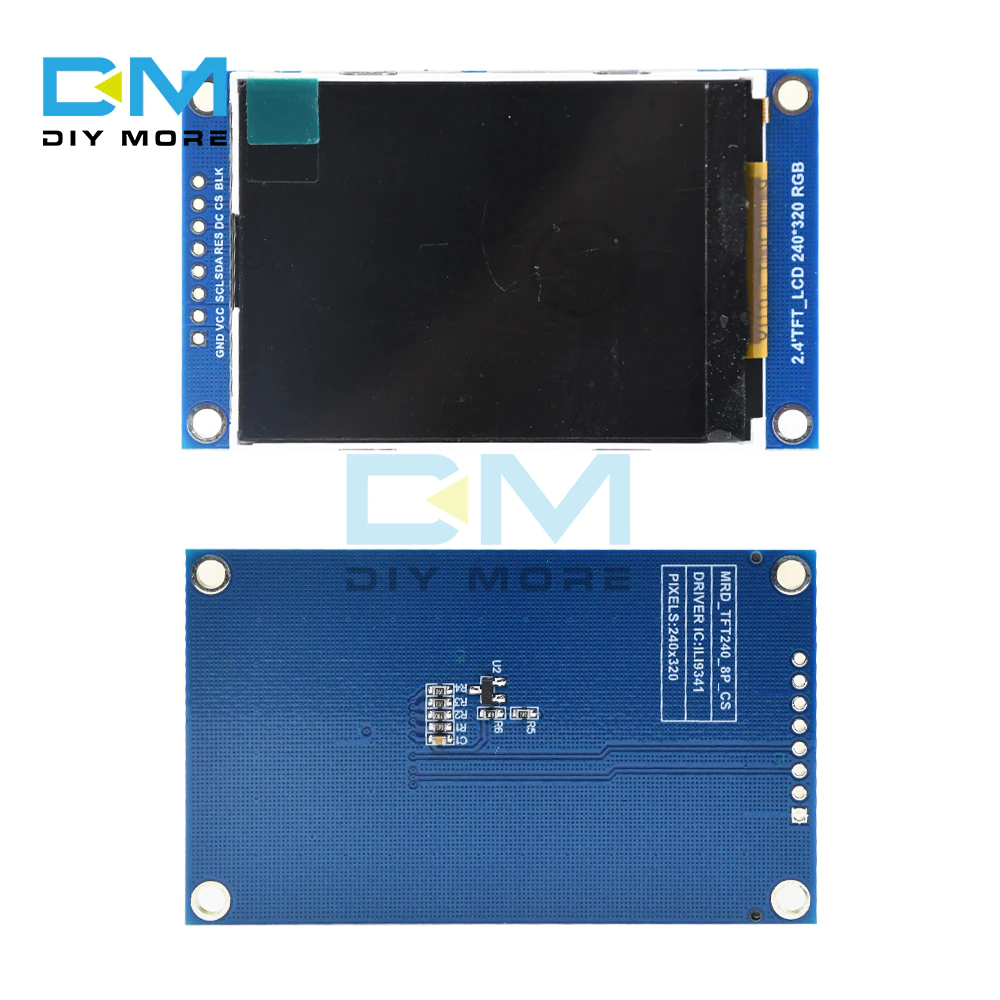 DM
DIY MORE
GND VCC SCL SDA RES DC CS BLK
2.4'TFT_LCD 240*320 RGB
DM
DIY MORE
MRD_TFT240_8P_CS
DRIVER IC:ILI9341
PIXELS:240x320
U2
R4
R3
R2
R1
C1
R6
R5